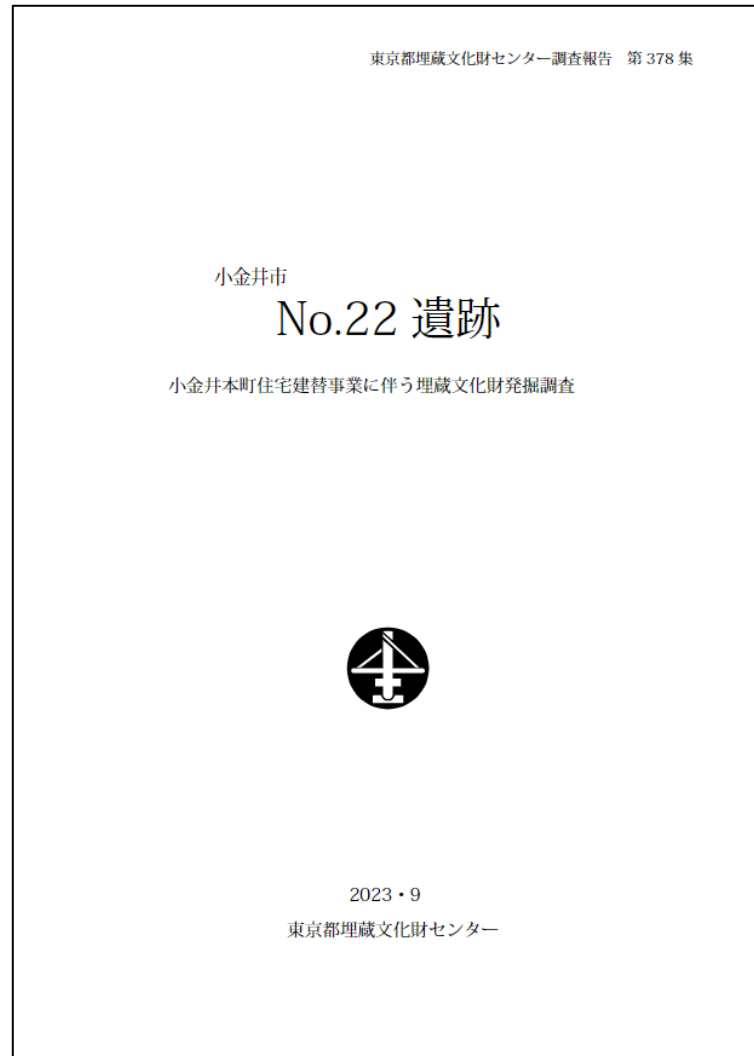 東京都埋蔵文化財センター調査報告　第 378 集
小金井市
No.22 遺跡
小金井本町住宅建替事業に伴う埋蔵文化財発掘調査
2023・9
東京都埋蔵文化財センター